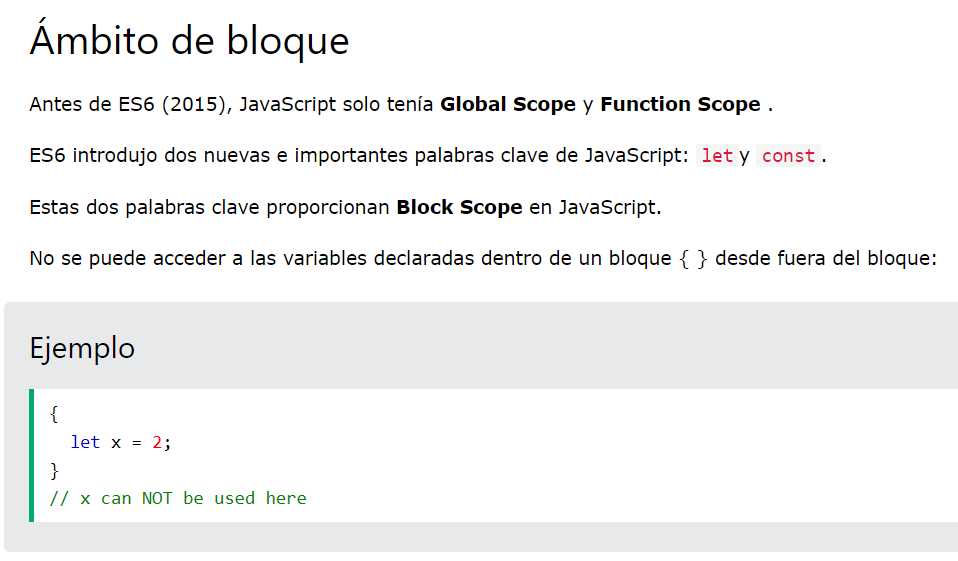 Ámbito de bloque
Antes de ES6 (2015), JavaScript solo tenía Global Scope y Function Scope .
ES6 introdujo dos nuevas e importantes palabras clave de JavaScript: let y const .
Estas dos palabras clave proporcionan Block Scope en JavaScript.
No se puede acceder a las variables declaradas dentro de un bloque { } desde fuera del bloque:
Ejemplo
{
  let x = 2;
}
// x can NOT be used here